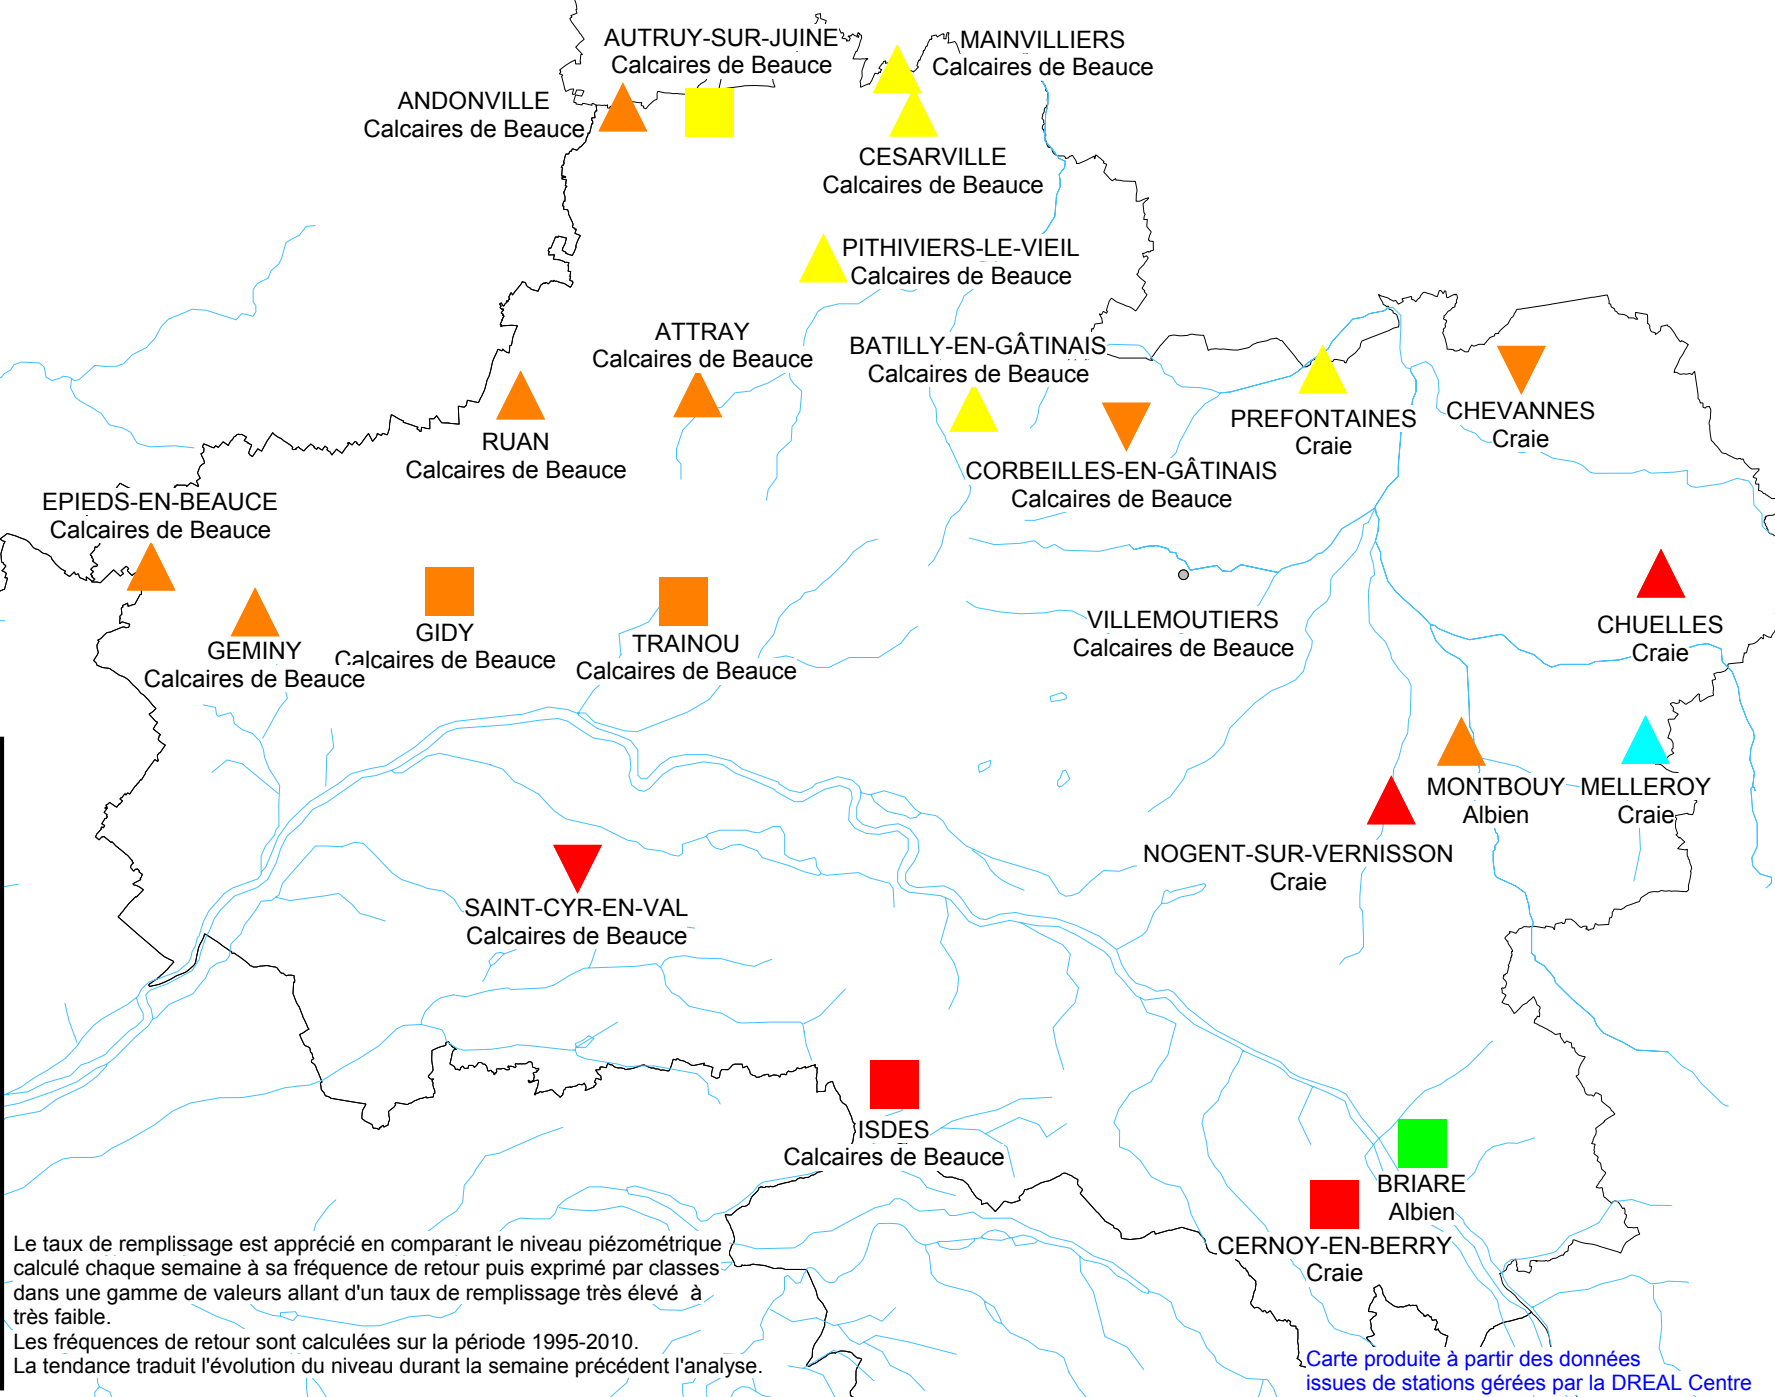 AUTRUY-SUR-JUINE
Calcaires de Beauce
MAINVILLIERS
Calcaires de Beauce
ANDONVILLE
Calcaires de Beauce
CESARVILLE
Calcaires de Beauce
PITHIVIERS-LE-VIEIL
Calcaires de Beauce
ATTRAY
Calcaires de Beauce
BATILLY-EN-GÂTINAIS
Calcaires de Beauce
RUAN
Calcaires de Beauce
CORBEILLES-EN-GÂTINAIS
Calcaires de Beauce
PREFONTAINES
Craie
CHEVANNES
Craie
EPIEDS-EN-BEAUCE
Calcaires de Beauce
GEMINY
Calcaires de Beauce
GIDY
Calcaires de Beauce
TRAINOU
Calcaires de Beauce
VILLEMOUTIERS
Calcaires de Beauce
CHUELLES
Craie
MONTBOUY
Albien
MELLEROY
Craie
NOGENT-SUR-VERNISSON
Craie
SAINT-CYR-EN-VAL
Calcaires de Beauce
ISDES
Calcaires de Beauce
BRIARE
Albien
CERNOY-EN-BERRY
Craie
Le taux de remplissage est apprécié en comparant le niveau piézométrique
calculé chaque semaine à sa fréquence de retour puis exprimé par classes
dans une gamme de valeurs allant d'un taux de remplissage très élevé à
très faible.
Les fréquences de retour sont calculées sur la période 1995-2010.
La tendance traduit l'évolution du niveau durant la semaine précédent l'analyse.
Carte produite à partir des données
issues de stations gérées par la DREAL Centre